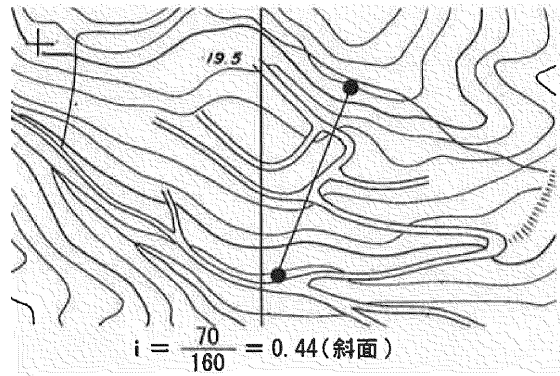 19.5
i = 70/160 = 0.44(斜面)